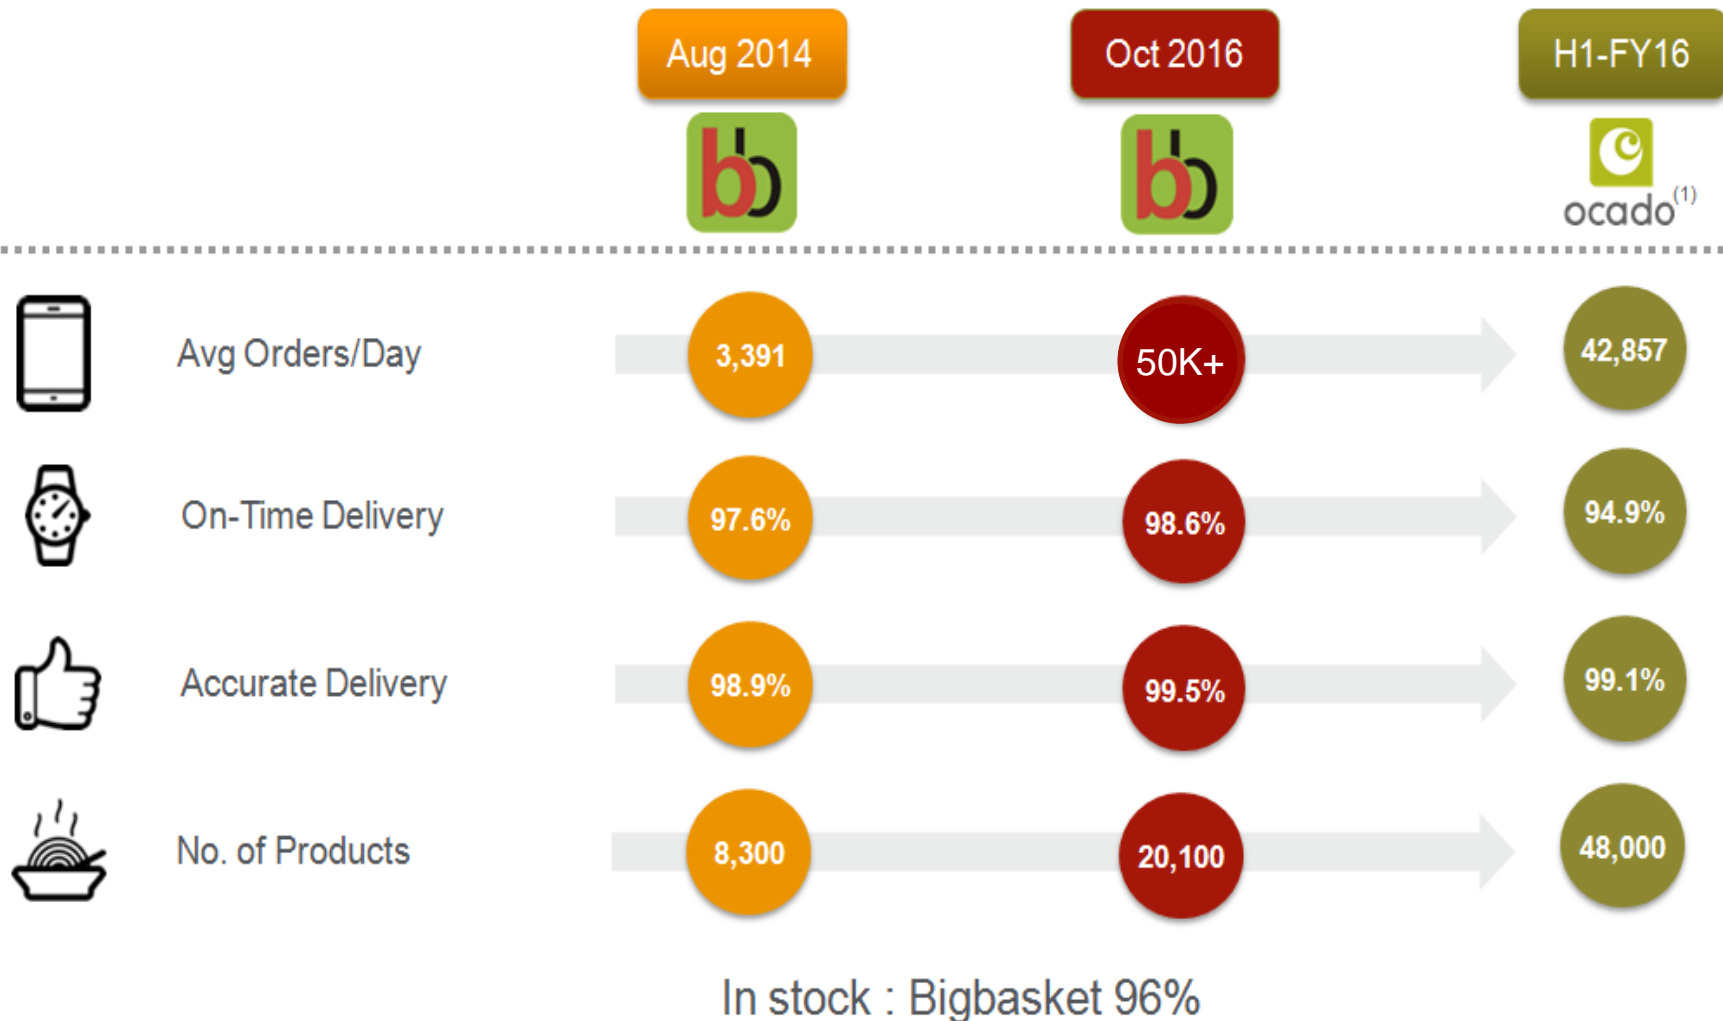 Aug 2014
Oct 2016
H1-FY16
bb
bb
ocado(1)
Avg Orders/Day
3,391
50K+
42,857
On-Time Delivery
97.6%
98.6%
94.9%
Accurate Delivery
98.9%
99.5%
99.1%
No. of Products
8,300
20,100
48,000
In stock : Bigbasket 96%